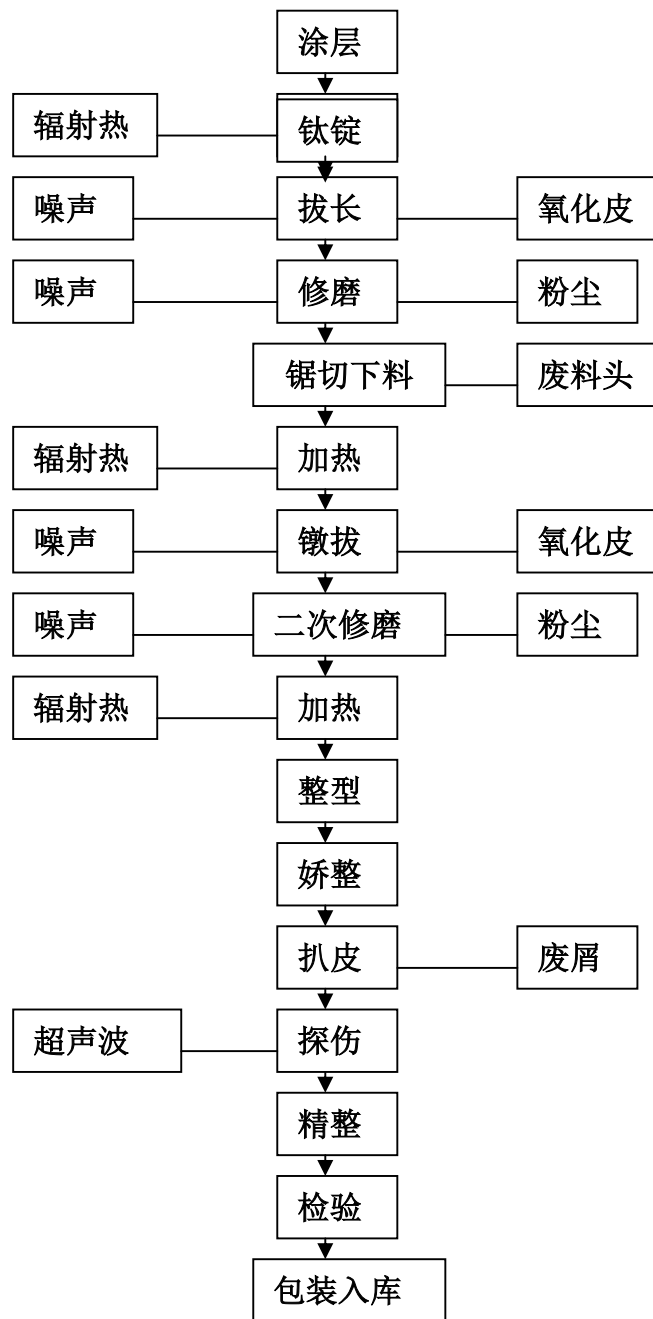 涂层
辐射热 钛锭
噪声 拔长 氧化皮
噪声 修磨 粉尘
锯切下料 废料头
辐射热 加热
噪声 镦拔 氧化皮
噪声 二次修磨 粉尘
辐射热 加热
整型
娇整
扒皮 废屑
超声波 探伤
精整
检验
包装入库